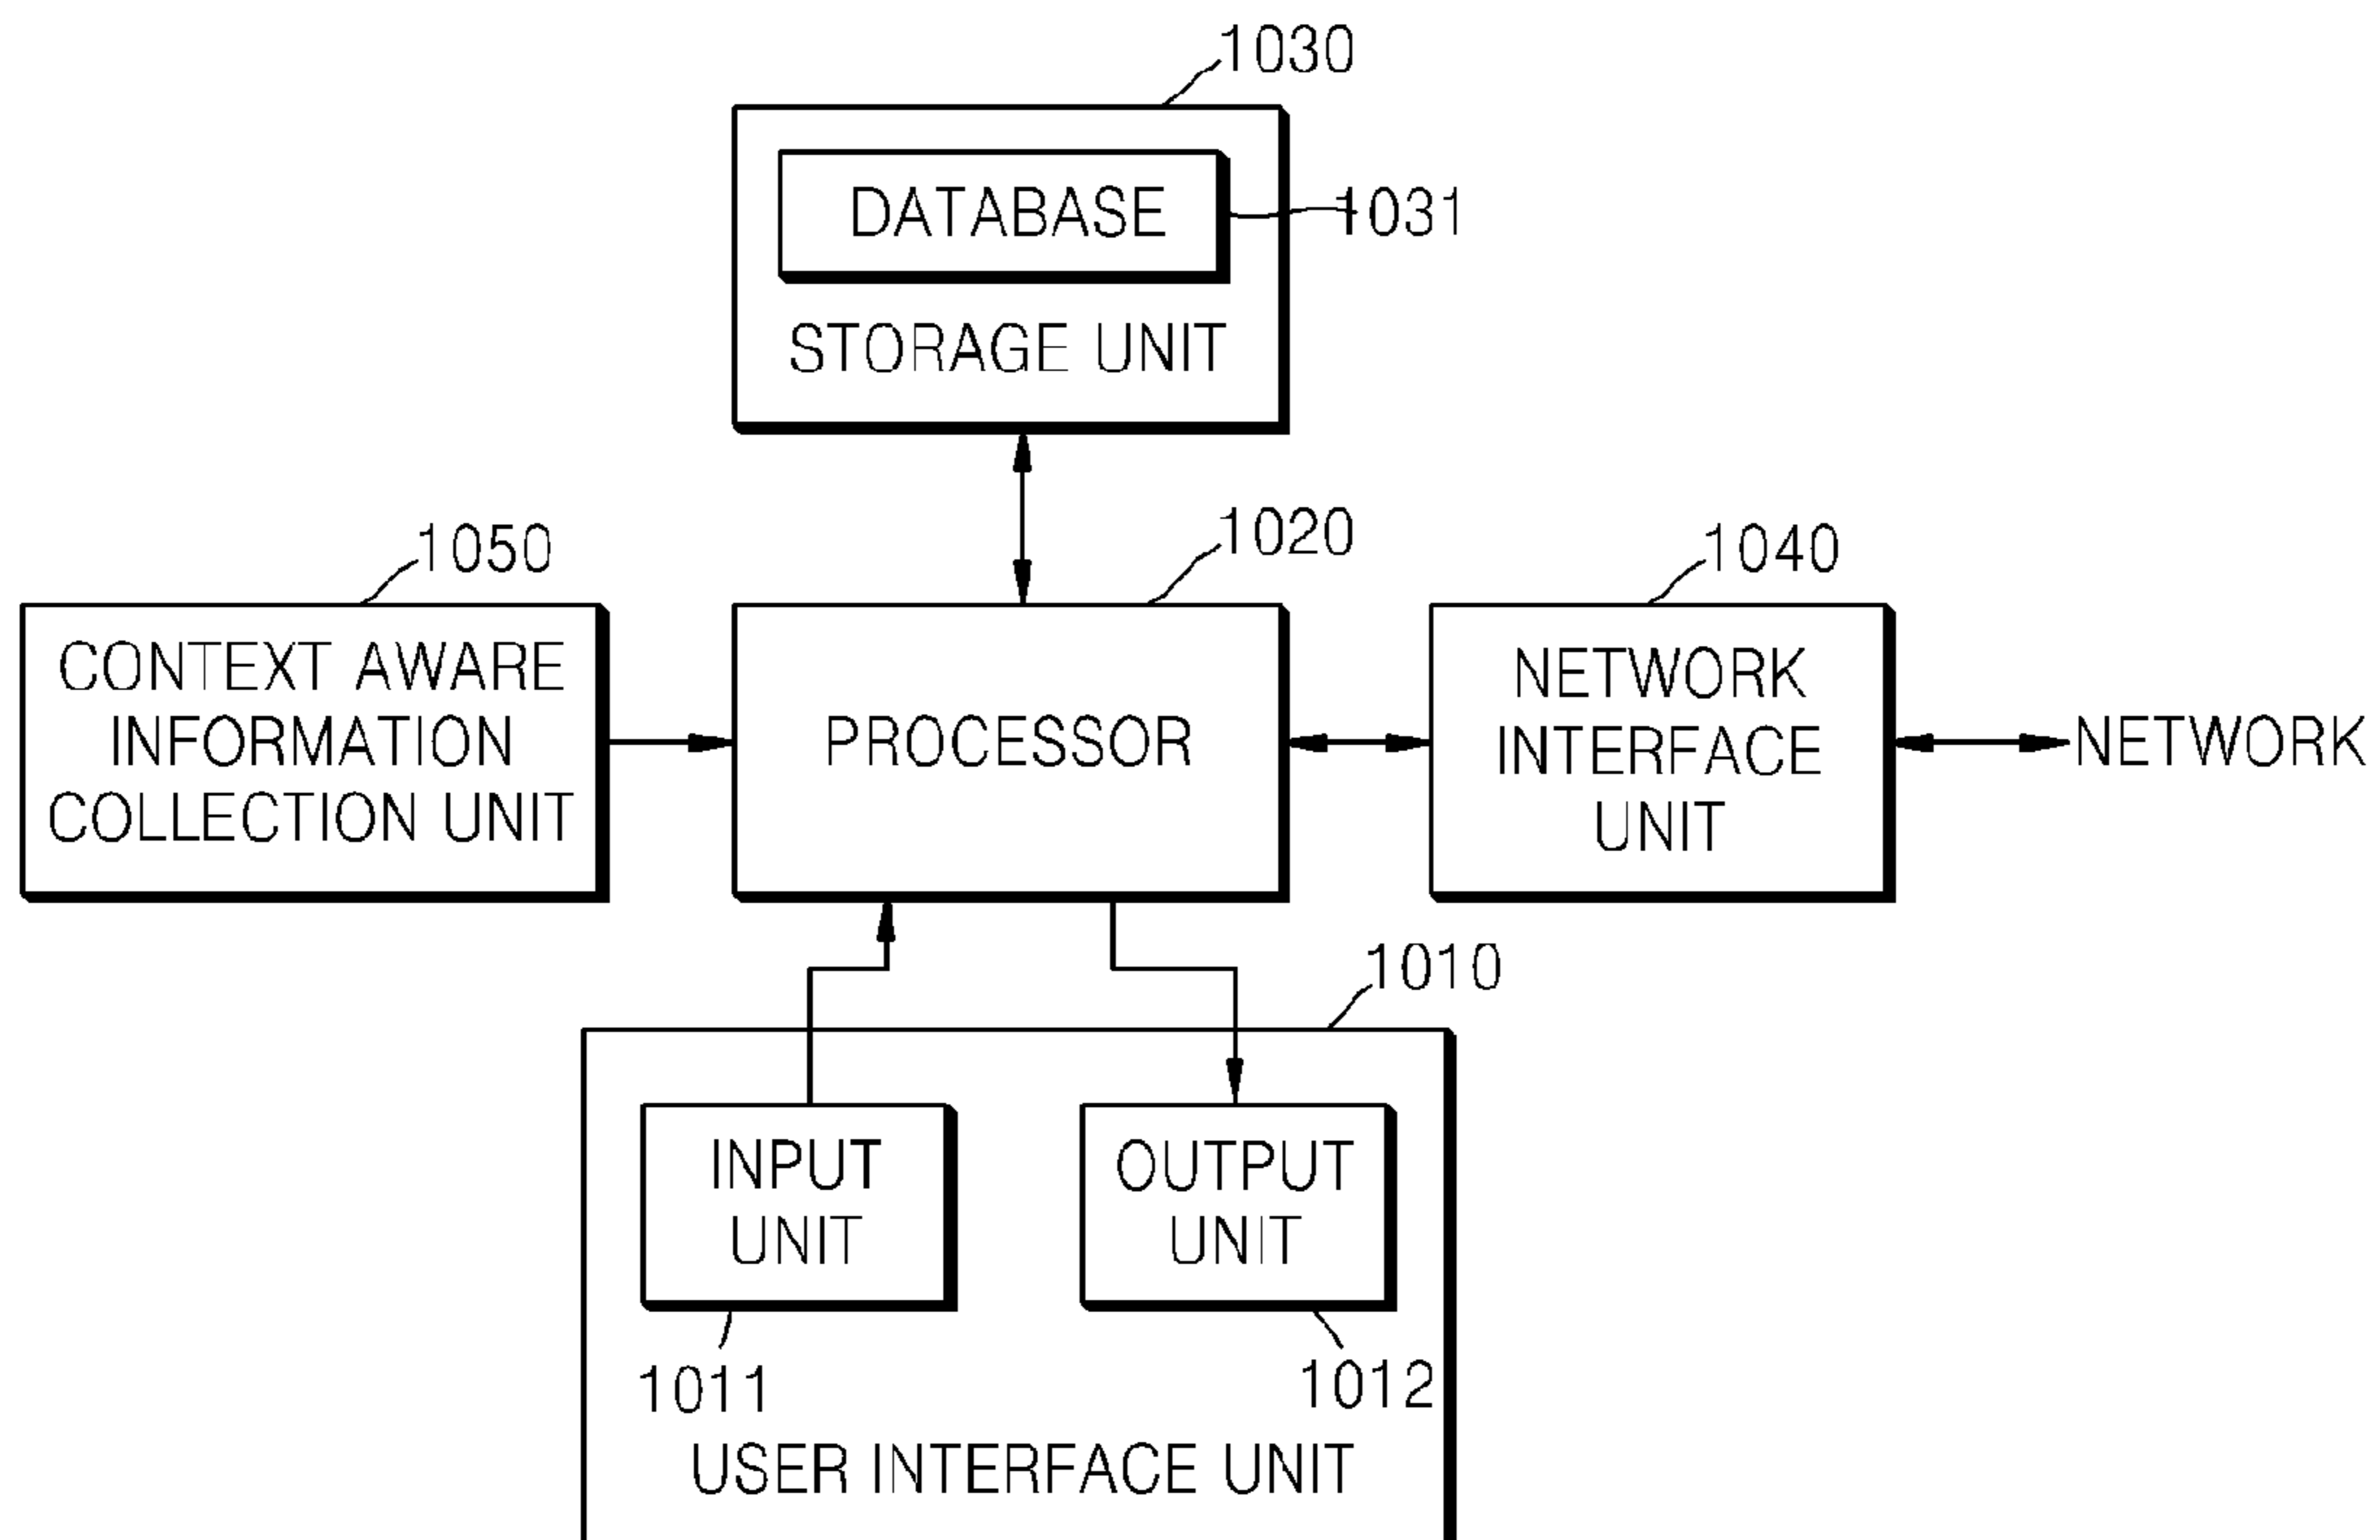 1030
DATABASE
1031
STORAGE UNIT
1050
1020
1040
CONTEXT AWARE
INFORMATION
COLLECTION UNIT
PROCESSOR
NETWORK
INTERFACE
UNIT
NETWORK
1010
INPUT
UNIT
OUTPUT
UNIT
1011
1012
USER INTERFACE UNIT